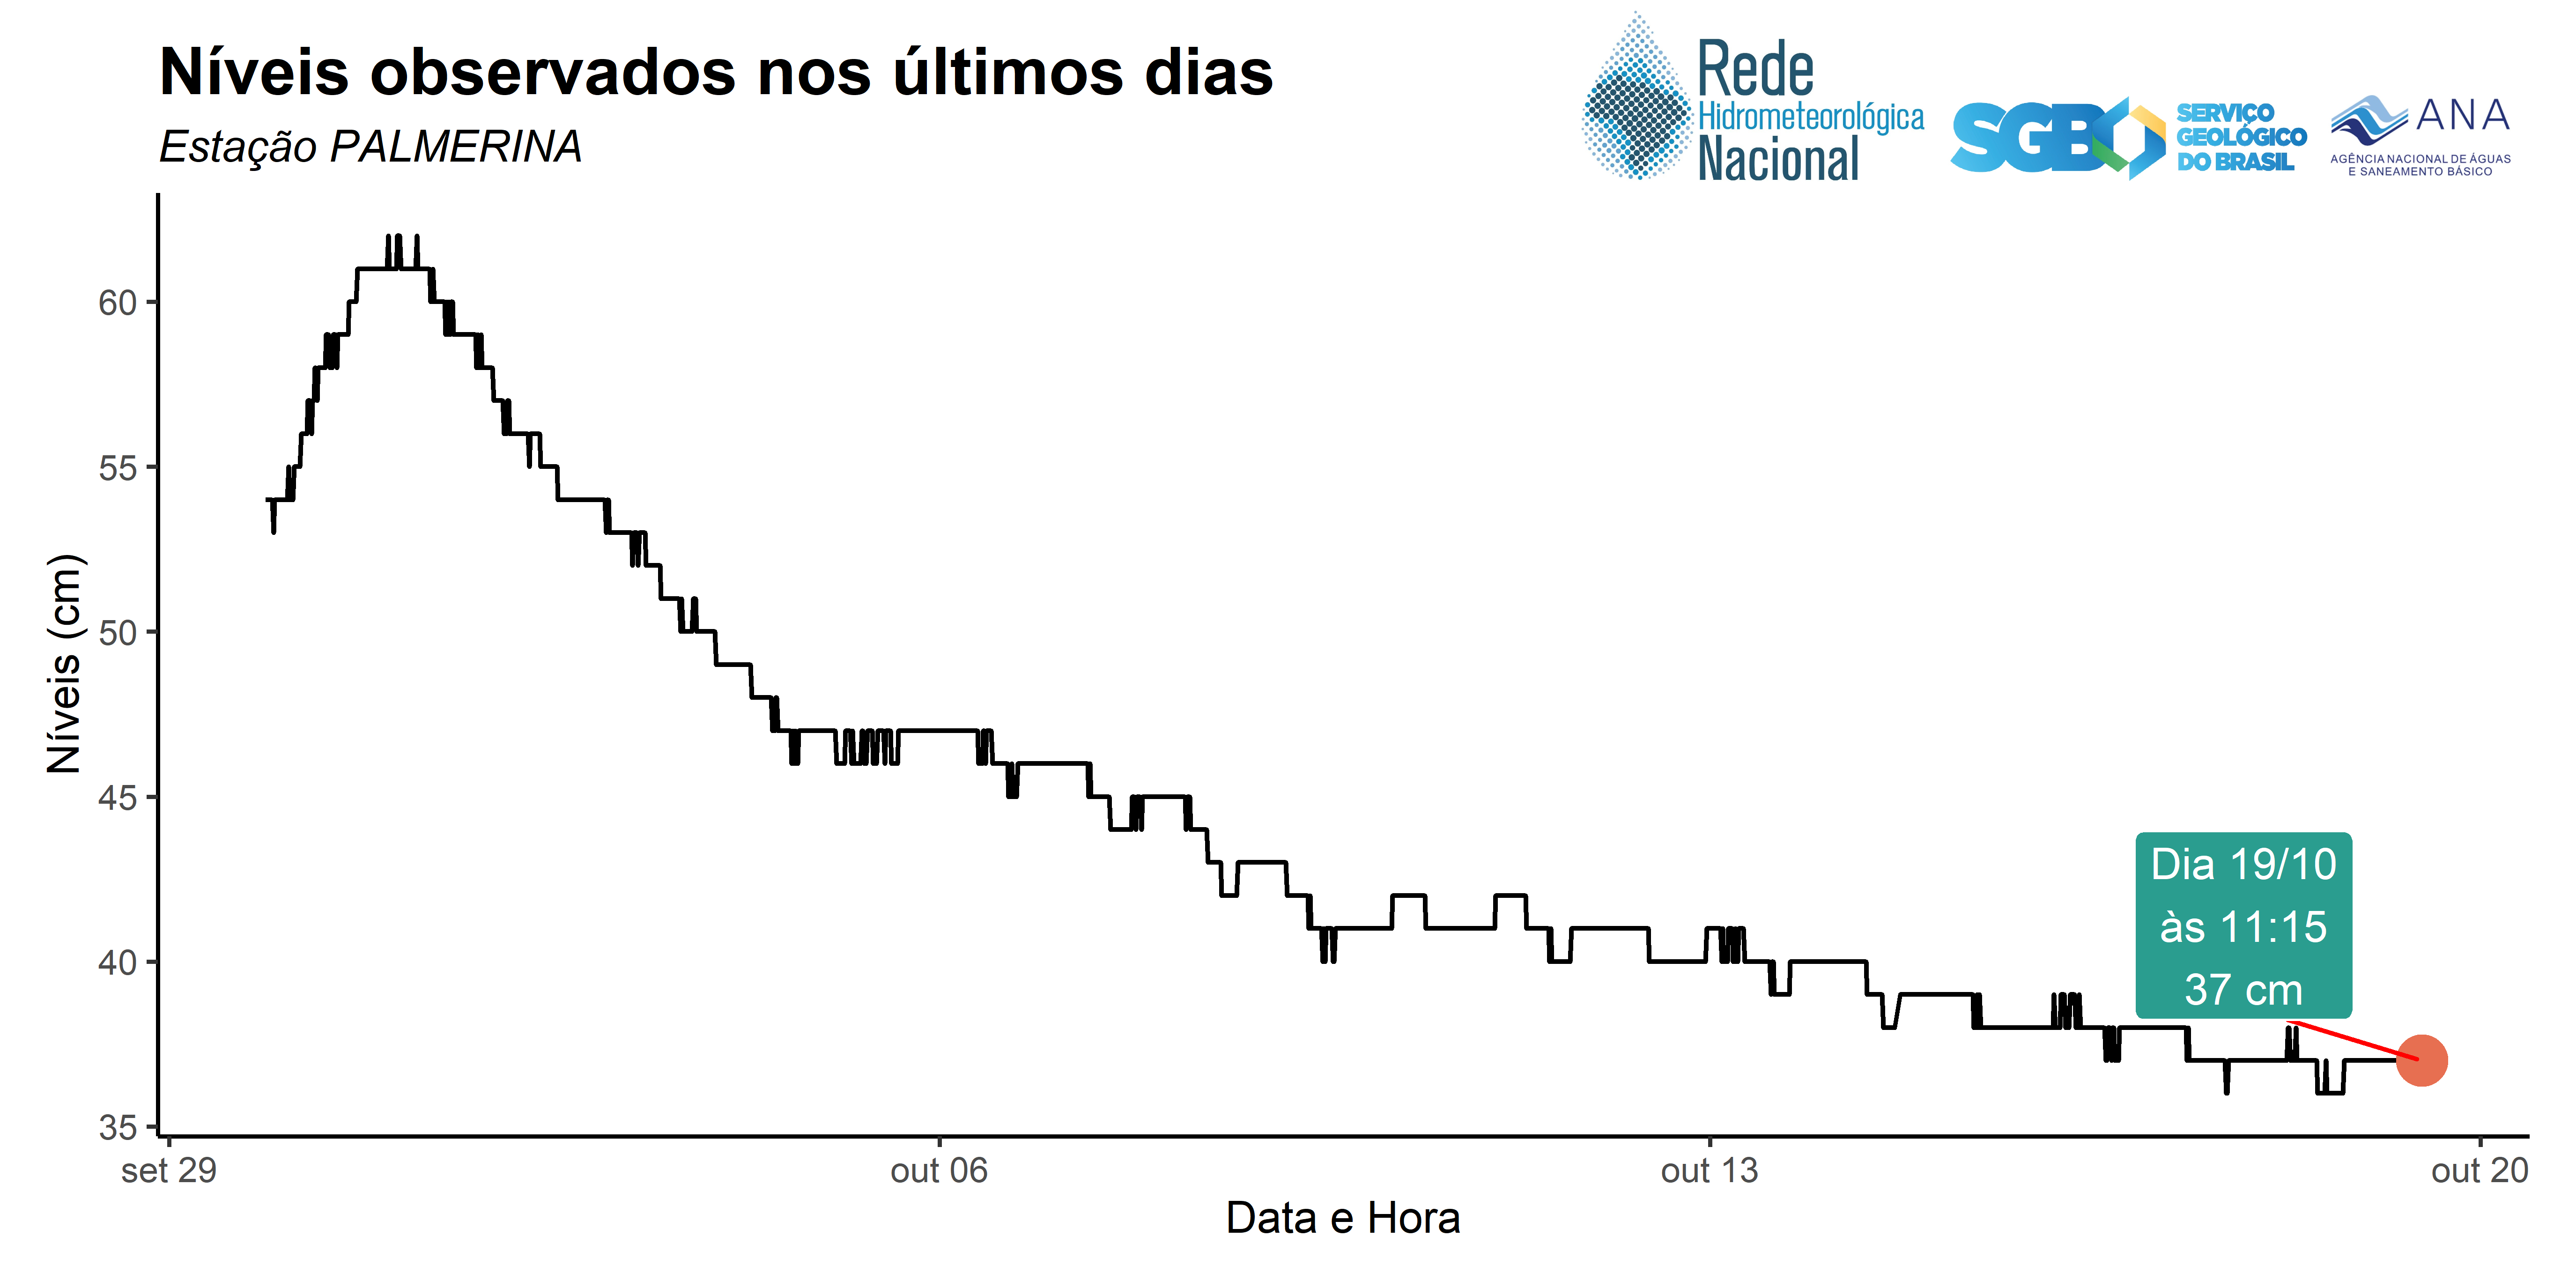 Níveis observados nos últimos dias
Estação PALMERINA
Rede
Hidrometeorológica
Nacional
SGB
SERVIÇO
GEOLÓGICO
DO BRASIL
ANA
AGÊNCIA NACIONAL DE ÁGUAS
E SANEAMENTO BÁSICO
Níveis (cm)
60
55
50
45
40
35
Dia 19/10
às 11:15
37 cm
set 29
out 06
out 13
out 20
Data e Hora